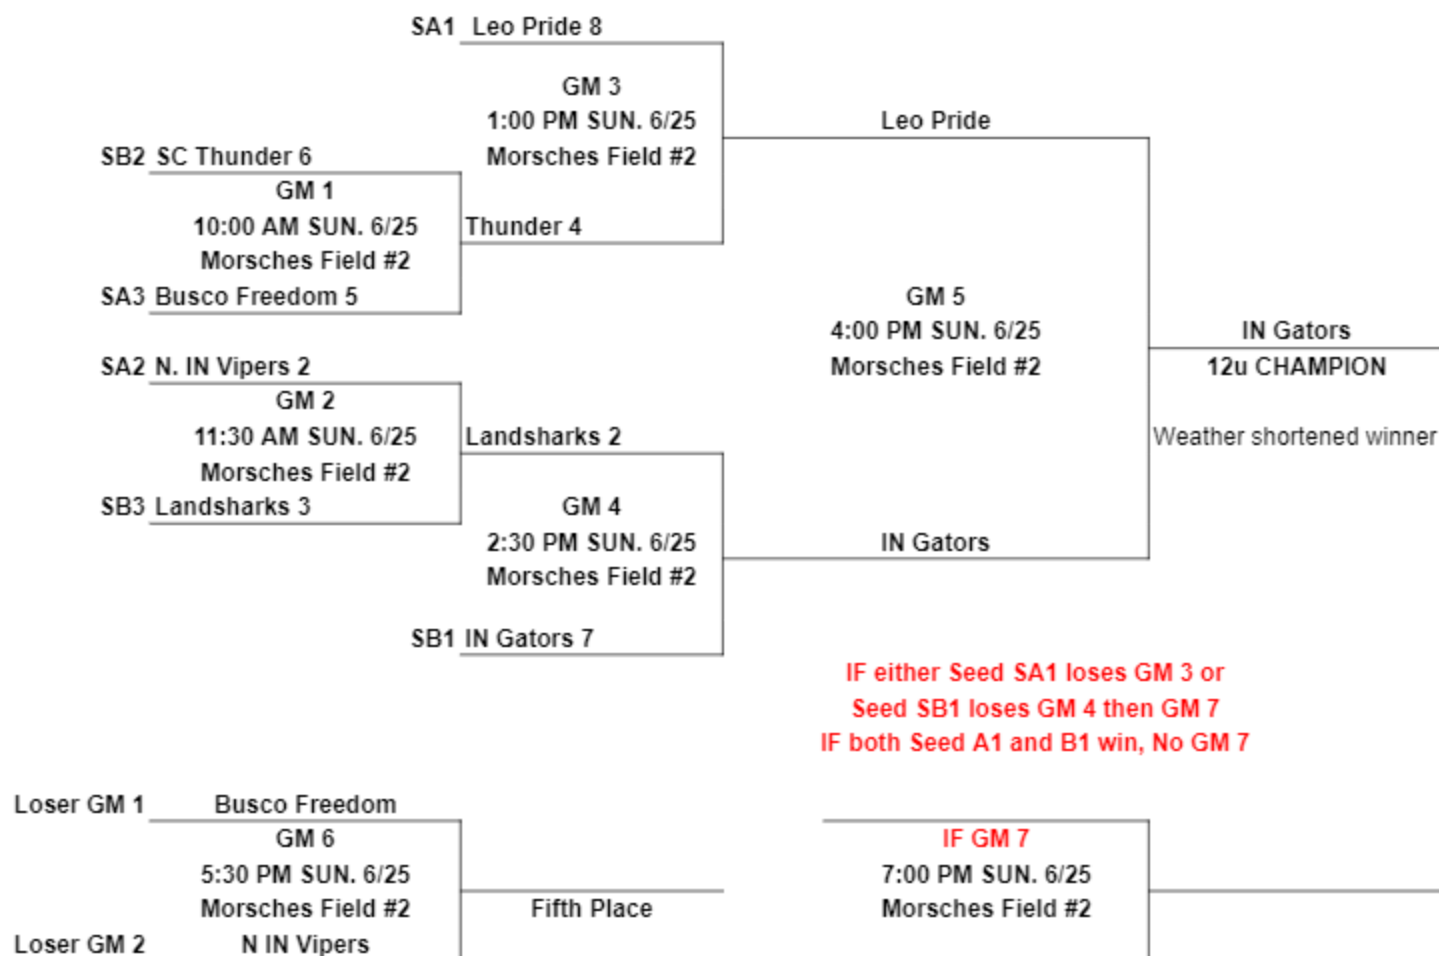 SA1 Leo Pride 8
GM 3
1:00 PM SUN. 6/25
Morsches Field #2
Leo Pride
SB2 SC Thunder 6
GM 1
10:00 AM SUN. 6/25
Morsches Field #2
Thunder 4
SA3 Busco Freedom 5
GM 5
4:00 PM SUN. 6/25
Morsches Field #2
IN Gators
12u CHAMPION
Weather shortened winner
SA2 N. IN Vipers 2
GM 2
11:30 AM SUN. 6/25
Morsches Field #2
Landsharks 2
SB3 Landsharks 3
GM 4
2:30 PM SUN. 6/25
Morsches Field #2
IN Gators
SB1 IN Gators 7
IF either Seed SA1 loses GM 3 or
Seed SB1 loses GM 4 then GM 7
IF both Seed A1 and B1 win, No GM 7
Loser GM 1 Busco Freedom
GM 6
5:30 PM SUN. 6/25
Morsches Field #2
Fifth Place
Loser GM 2 N IN Vipers
IF GM 7
7:00 PM SUN. 6/25
Morsches Field #2